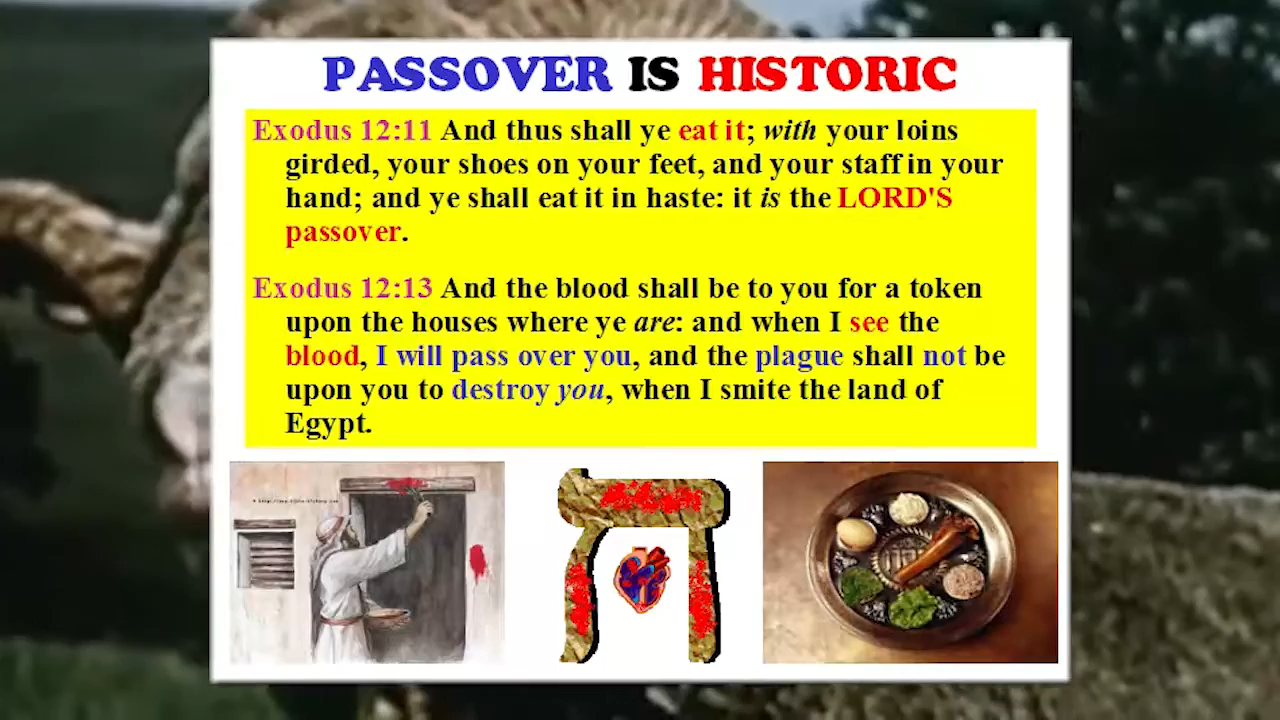 PASSOVER IS HISTORIC
Exodus 12:11 And thus shall ye eat it; with your loins
girded, your shoes on your feet, and your staff in your
hand; and ye shall eat it in haste: it is the LORD'S
passover.
Exodus 12:13 And the blood shall be to you for a token
upon the houses where ye are: and when I see the
blood, I will pass over you, and the plague shall not be
upon you to destroy you, when I smite the land of
Egypt.
ח